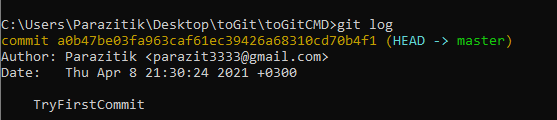 C:\Users\Parazitik\Desktop\toGit\toGitCMD>git log
commit a0b47be03fa963caf61ec39426a68310cd70b4f1 (HEAD -> master)
Author: Parazitik <parazit3333@gmail.com>
Date:   Thu Apr 8 21:30:24 2021 +0300
    TryFirstCommit